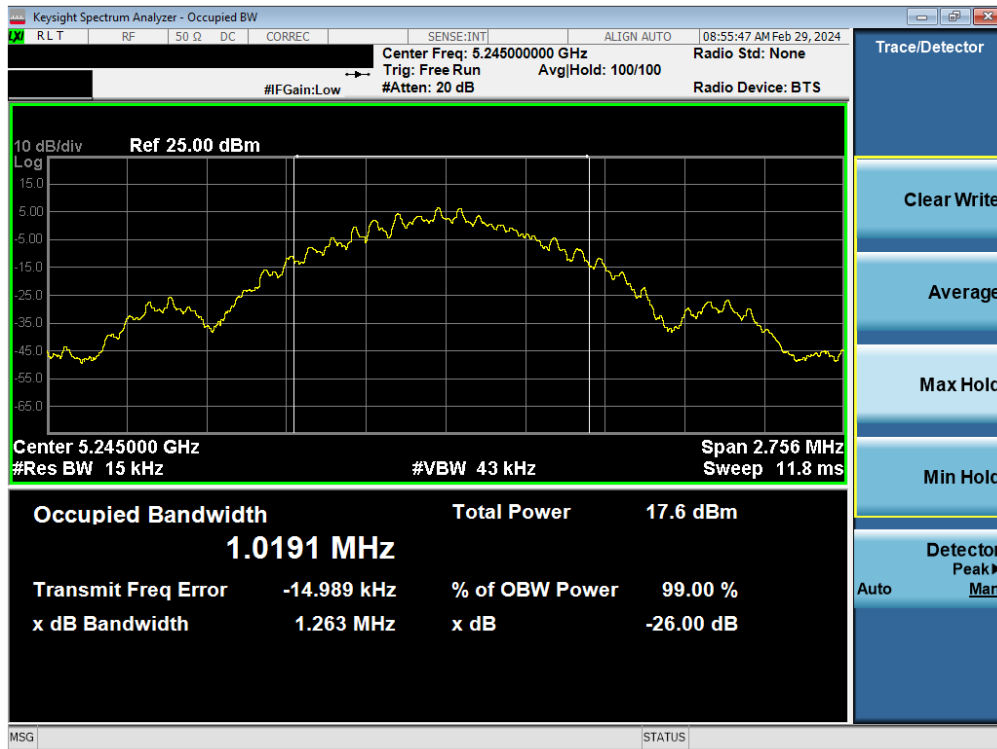 Keysight Spectrum Analyzer - Occupied BW
LXI RLT RF 50 Ω DC CORREC SENSE:INT ALIGN AUTO 08:55:47 AM Feb 29, 2024
Center Freq: 5.245000000 GHz Radio Std: None
Trig: Free Run Avg|Hold: 100/100
#IFGain:Low #Atten: 20 dB Radio Device: BTS
10 dB/div Ref 25.00 dBm
Log
15.0
5.00
-5.00
-15.0
-25.0
-35.0
-45.0
-55.0
-65.0
Center 5.245000 GHz Span 2.756 MHz
#Res BW 15 kHz #VBW 43 kHz Sweep 11.8 ms
Occupied Bandwidth Total Power 17.6 dBm
1.0191 MHz
Transmit Freq Error -14.989 kHz % of OBW Power 99.00 %
x dB Bandwidth 1.263 MHz x dB -26.00 dB
MSG STATUS
Trace/Detector
Clear Write
Average
Max Hold
Min Hold
Detector
Peak▶
Auto Man